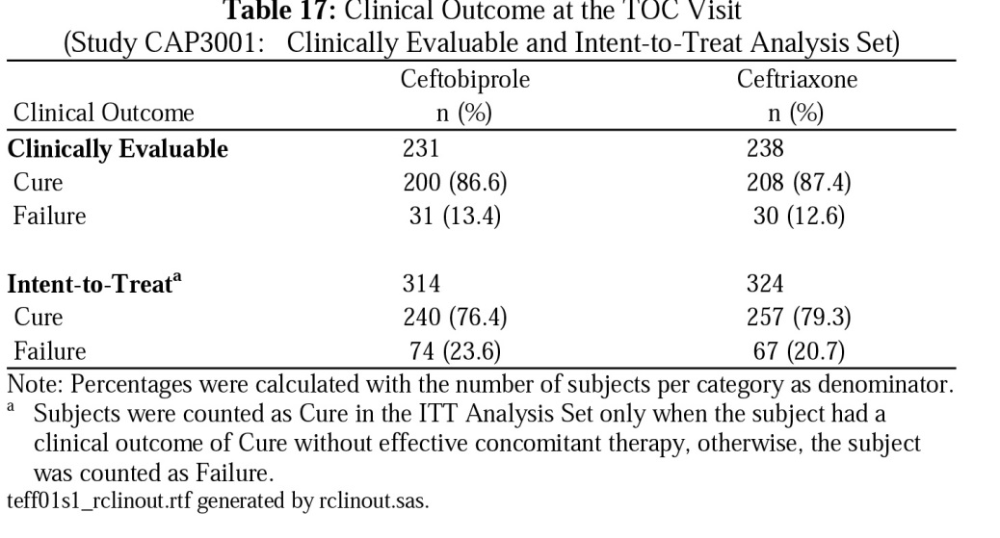 Table 17: Clinical Outcome at the TOC Visit
(Study CAP3001: Clinically Evaluable and Intent-to-Treat Analysis Set)
Ceftobiprole Ceftriaxone
Clinical Outcome n (%) n (%)
Clinically Evaluable 231 238
Cure 200 (86.6) 208 (87.4)
Failure 31 (13.4) 30 (12.6)
Intent-to-Treatᵃ 314 324
Cure 240 (76.4) 257 (79.3)
Failure 74 (23.6) 67 (20.7)
Note: Percentages were calculated with the number of subjects per category as denominator.
ᵃ Subjects were counted as Cure in the ITT Analysis Set only when the subject had a
clinical outcome of Cure without effective concomitant therapy, otherwise, the subject
was counted as Failure.
teff01s1_rclinout.rtf generated by rclinout.sas.